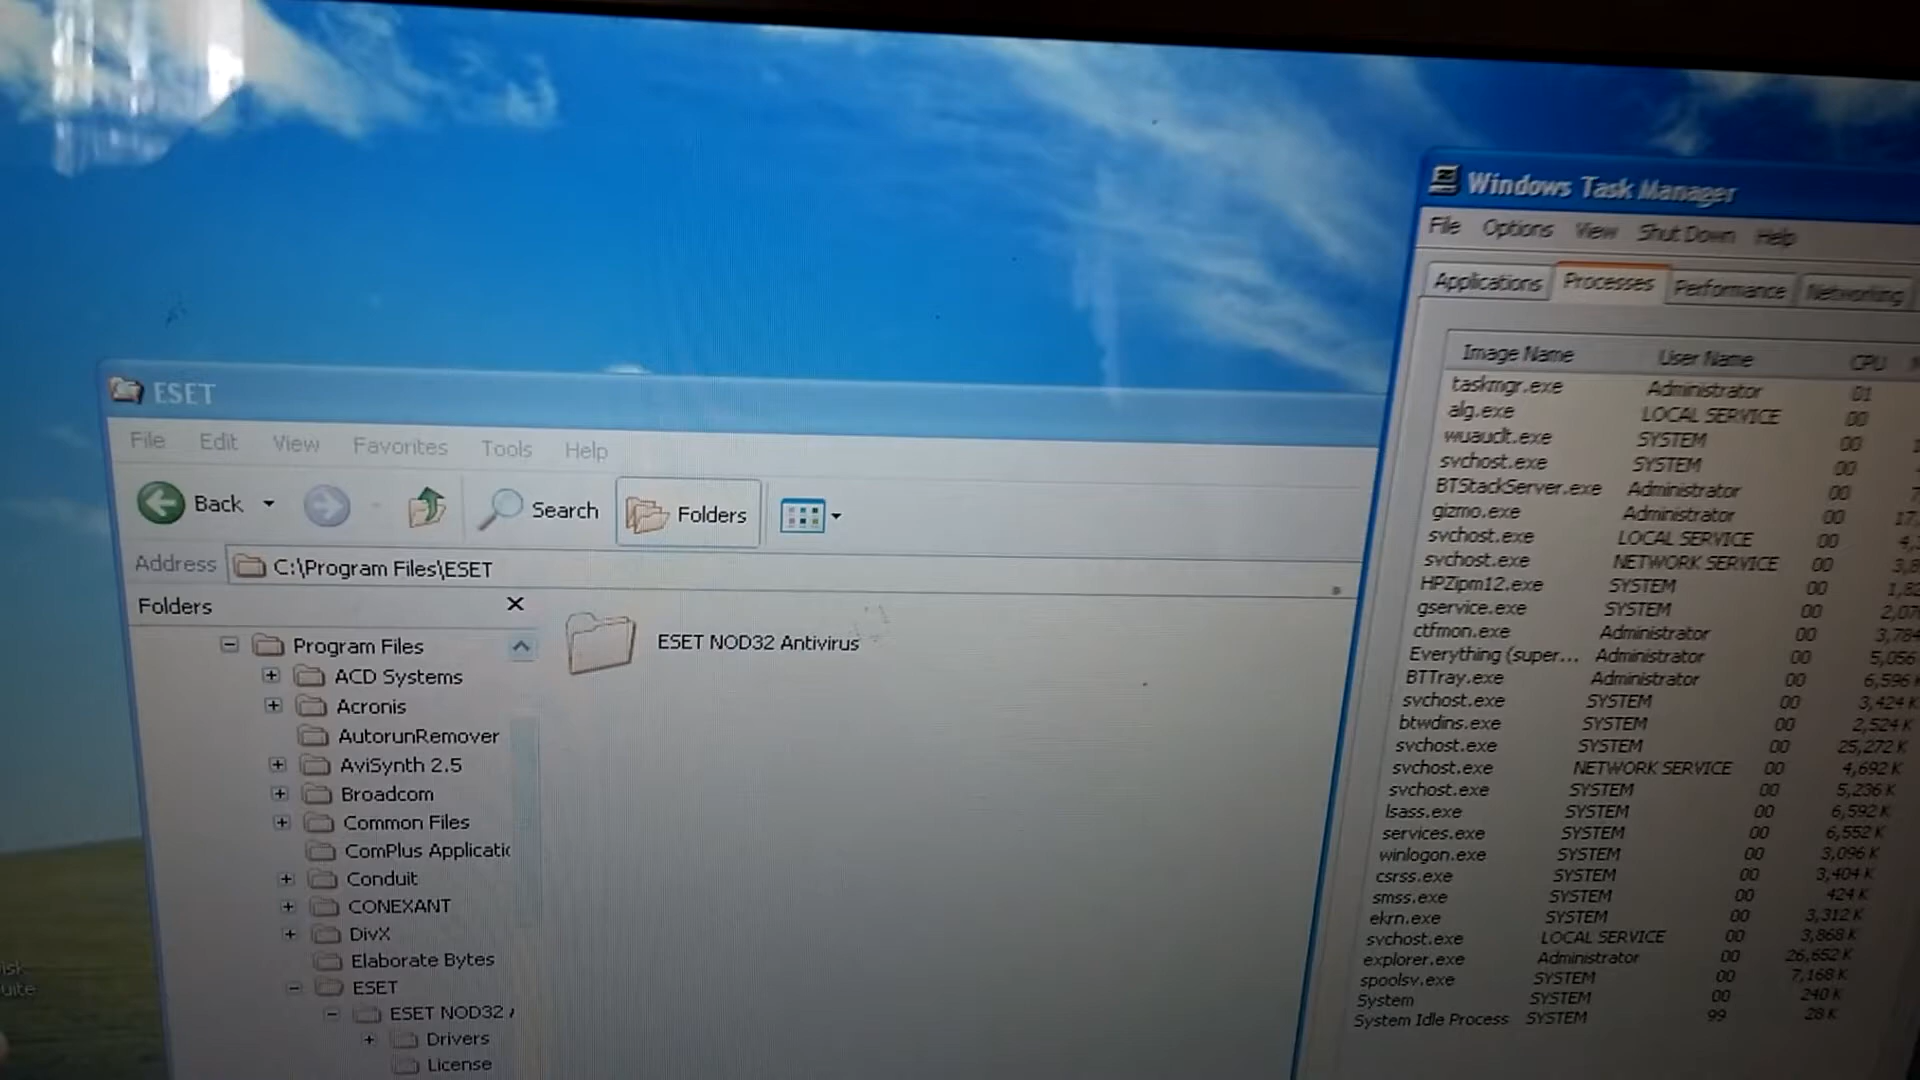 ESET
File Edit View Favorites Tools Help
Back Search Folders
Address C:\Program Files\ESET
Folders
Program Files
ACD Systems
Acronis
AutorunRemover
AviSynth 2.5
Broadcom
Common Files
ComPlus Applicatic
Conduit
CONEXANT
DivX
Elaborate Bytes
ESET
ESET NOD32
Drivers
License
ESET NOD32 Antivirus
Windows Task Manager
File Options View Shut Down Help
Applications Processes Performance Networking
Image Name User Name CPU
taskmgr.exe Administrator 01
alg.exe LOCAL SERVICE 00
wuauclt.exe SYSTEM 00
svchost.exe SYSTEM 00
BTStackServer.exe Administrator 00
gizmo.exe Administrator 00 17,
svchost.exe LOCAL SERVICE 00
svchost.exe NETWORK SERVICE 00
HPZipm12.exe SYSTEM 00
gservice.exe SYSTEM 00
ctfmon.exe Administrator 00 3,784
Everything (super... Administrator 00 5,056
BTTray.exe Administrator 00 6,596 K
svchost.exe SYSTEM 00 3,424 K
btwdins.exe SYSTEM 00 2,524 K
svchost.exe SYSTEM 00 25,272 K
svchost.exe NETWORK SERVICE 00 4,692 K
svchost.exe SYSTEM 00 5,236 K
lsass.exe SYSTEM 00 6,592 K
services.exe SYSTEM 00 6,552 K
winlogon.exe SYSTEM 00 3,096 K
csrss.exe SYSTEM 00 3,404 K
smss.exe SYSTEM 00 424 K
ekrn.exe SYSTEM 00 3,312 K
svchost.exe LOCAL SERVICE 00 3,868 K
explorer.exe Administrator 00 26,652 K
spoolsv.exe SYSTEM 00 7,168 K
System SYSTEM 00 240 K
System Idle Process SYSTEM 99 28 K